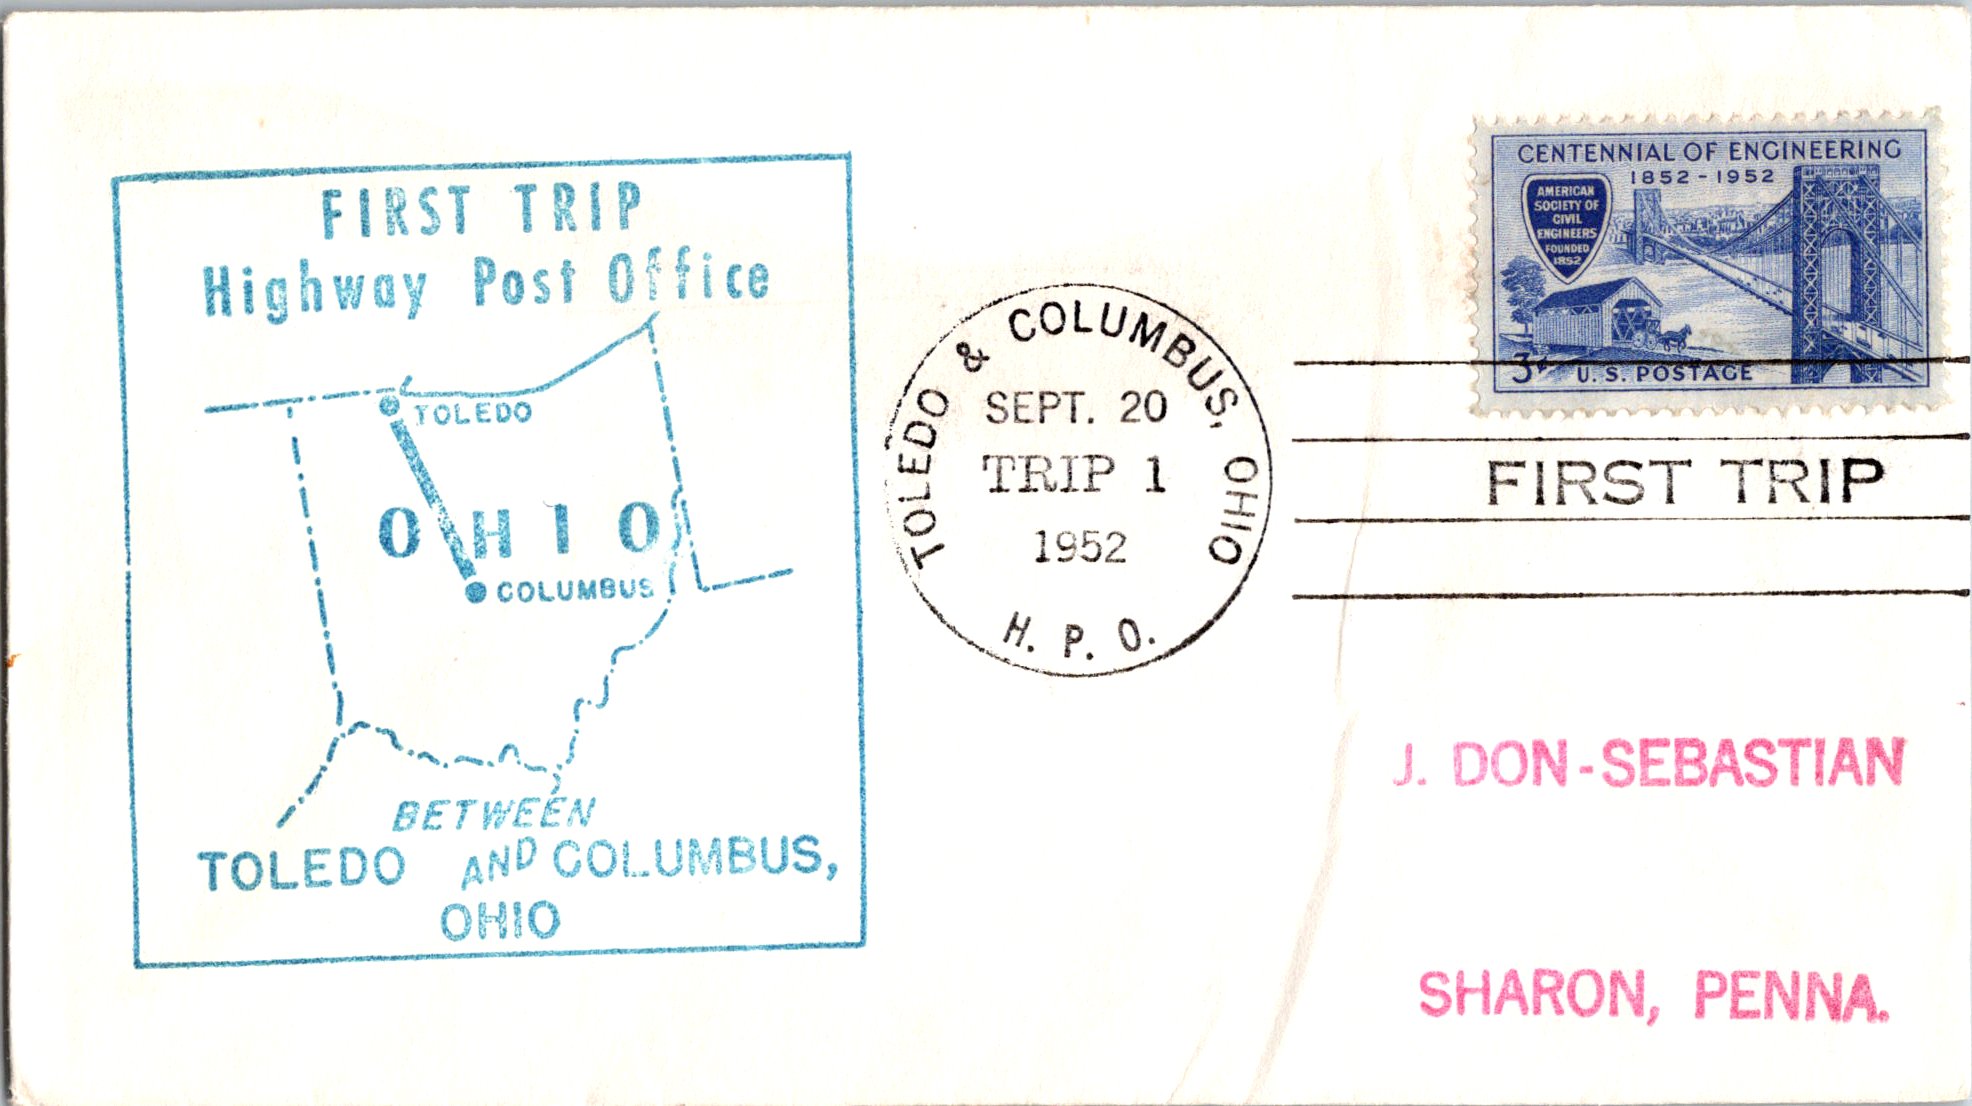 FIRST TRIP
Highway Post Office
TOLEDO
OHIO
COLUMBUS
BETWEEN
TOLEDO AND COLUMBUS,
OHIO
TOLEDO & COLUMBUS, OHIO
SEPT. 20
TRIP 1
1952
H. P. O.
CENTENNIAL OF ENGINEERING
1852-1952
AMERICAN
SOCIETY OF
CIVIL
ENGINEERS
FOUNDED
1852
3¢ U.S. POSTAGE
FIRST TRIP
J. DON-SEBASTIAN
SHARON, PENNA.